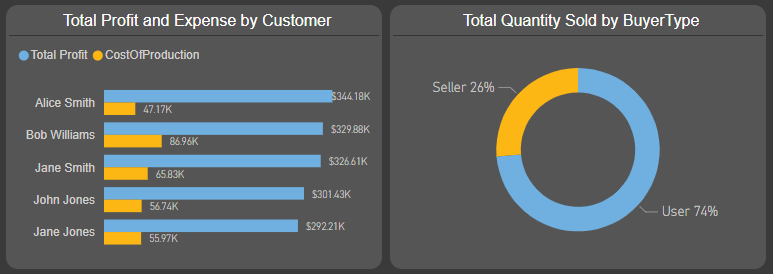 Total Profit and Expense by Customer
Total Profit CostOfProduction
Alice Smith $344.18K
47.17K
Bob Williams $329.88K
86.96K
Jane Smith $326.61K
65.83K
John Jones $301.43K
56.74K
Jane Jones $292.21K
55.97K
Total Quantity Sold by BuyerType
Seller 26%
User 74%